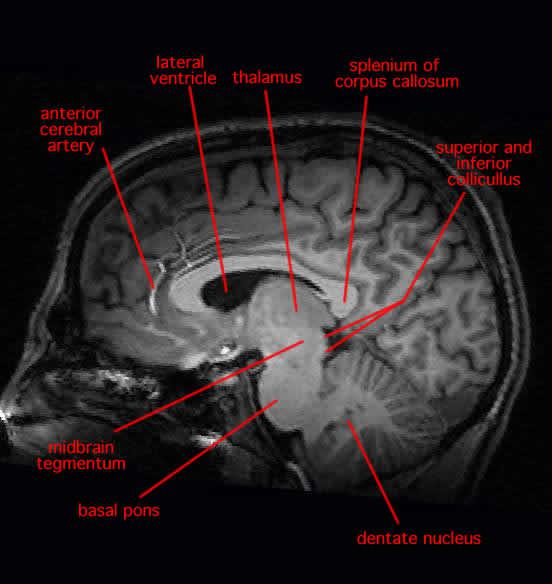 lateral
ventricle
thalamus
splenium of
corpus callosum
anterior
cerebral
artery
superior and
inferior
collicullus
midbrain
tegmentum
basal pons
dentate nucleus